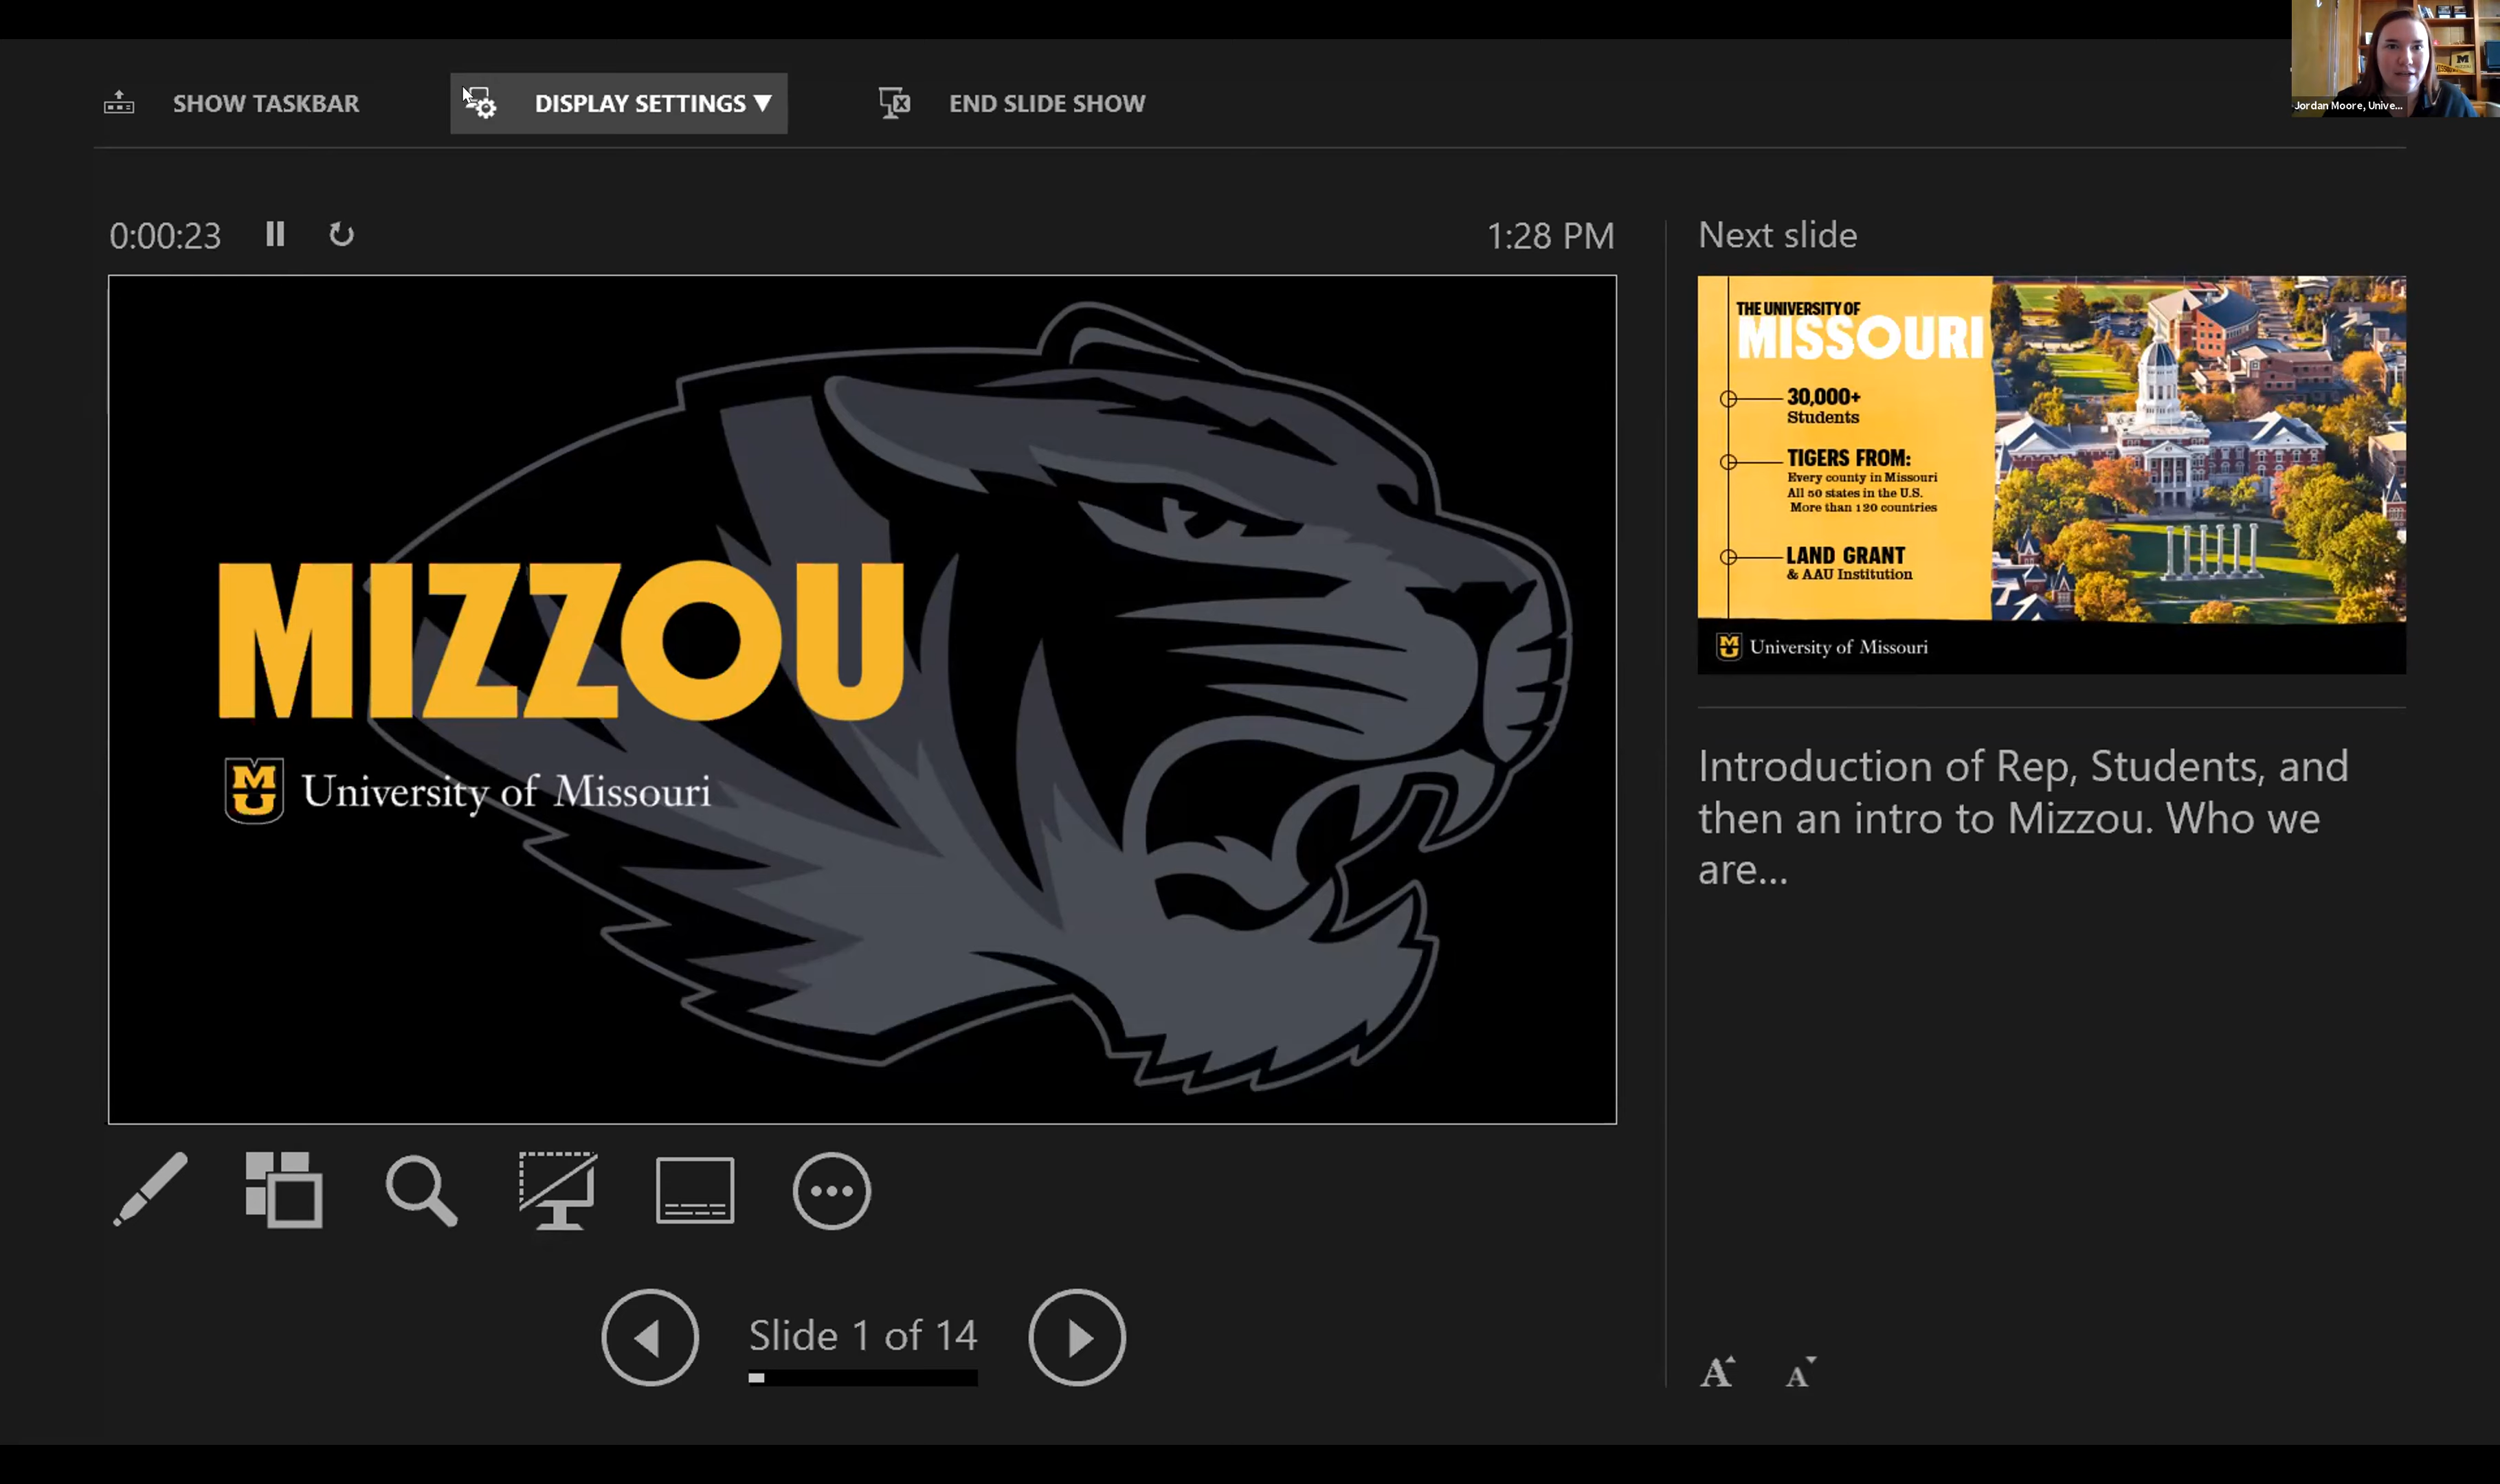 SHOW TASKBAR
DISPLAY SETTINGS ▼
END SLIDE SHOW
Jordan Moore, Unive...
0:00:23
1:28 PM
MIZZOU
MU
University of Missouri
Slide 1 of 14
Next slide
THE UNIVERSITY OF
MISSOURI
30,000+
Students
TIGERS FROM:
Every county in Missouri
All 50 states in the U.S.
More than 120 countries
LAND GRANT
& AAU Institution
MU
University of Missouri
Introduction of Rep, Students, and
then an intro to Mizzou. Who we
are...
A A